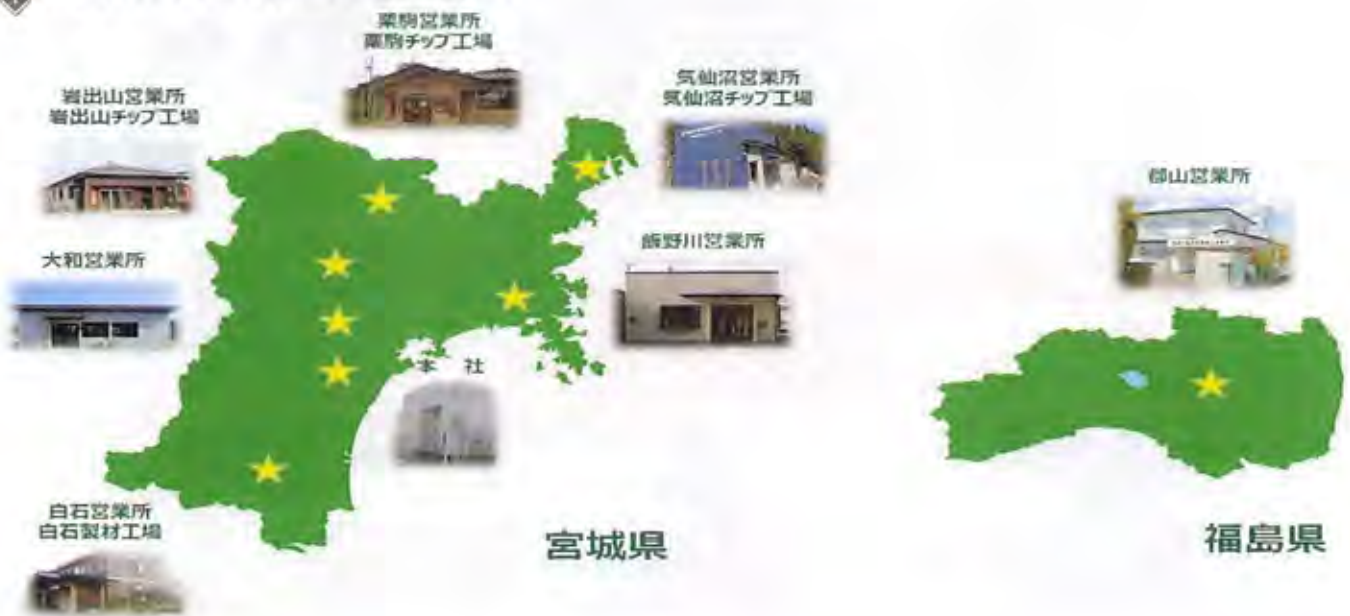 栗駒営業所
栗駒チップ工場
気仙沼営業所
気仙沼チップ工場
岩出山営業所
岩出山チップ工場
郡山営業所
飯野川営業所
大和営業所
本 社
白石営業所
白石製材工場
宮城県
福島県